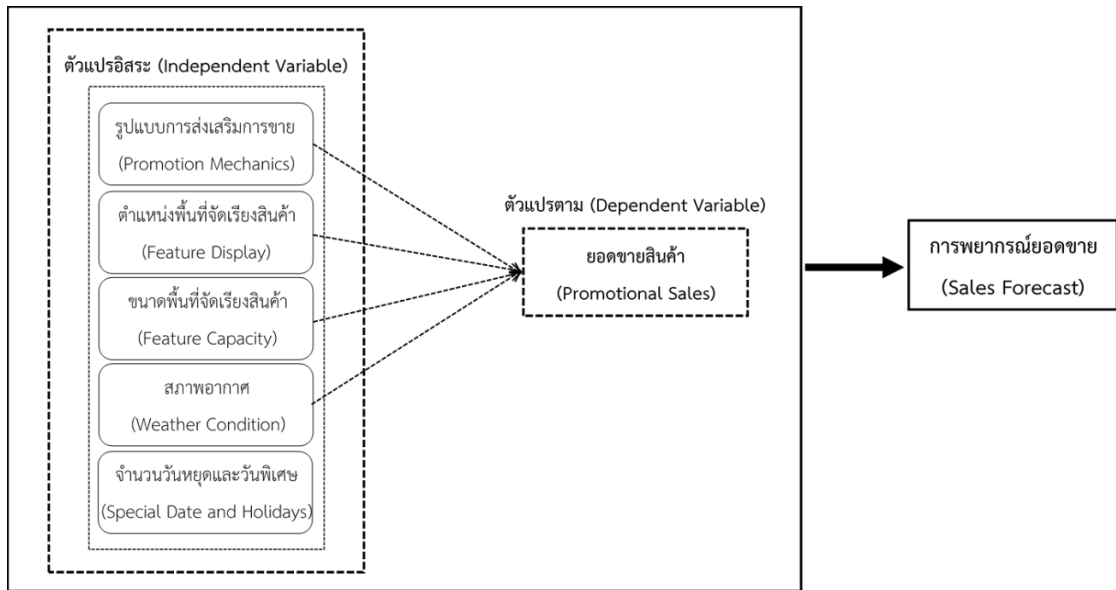 ตัวแปรอิสระ (Independent Variable)
รูปแบบการส่งเสริมการขาย
(Promotion Mechanics)
ตำแหน่งพื้นที่จัดเรียงสินค้า
(Feature Display)
ขนาดพื้นที่จัดเรียงสินค้า
(Feature Capacity)
สภาพอากาศ
(Weather Condition)
จำนวนวันหยุดและวันพิเศษ
(Special Date and Holidays)
ตัวแปรตาม (Dependent Variable)
ยอดขายสินค้า
(Promotional Sales)
การพยากรณ์ยอดขาย
(Sales Forecast)